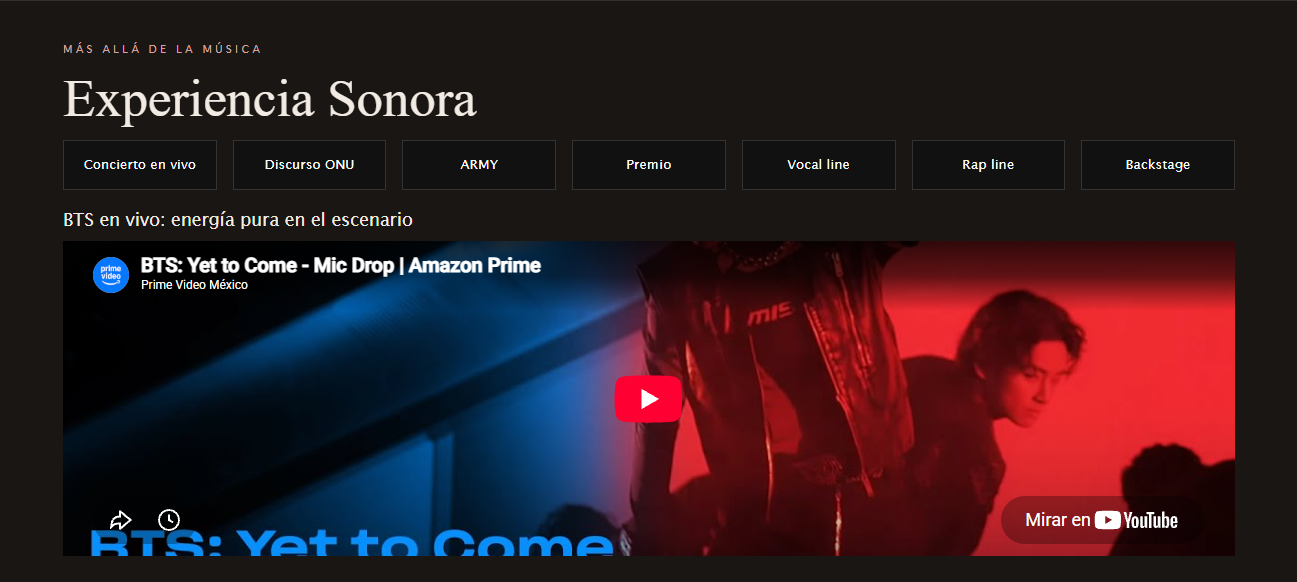 MÁS ALLÁ DE LA MÚSICA
Experiencia Sonora
Concierto en vivo
Discurso ONU
ARMY
Premio
Vocal line
Rap line
Backstage
BTS en vivo: energía pura en el escenario
prime
video
BTS: Yet to Come - Mic Drop | Amazon Prime
Prime Video México
MIS
Mirar en YouTube
BTS: Yet to Come